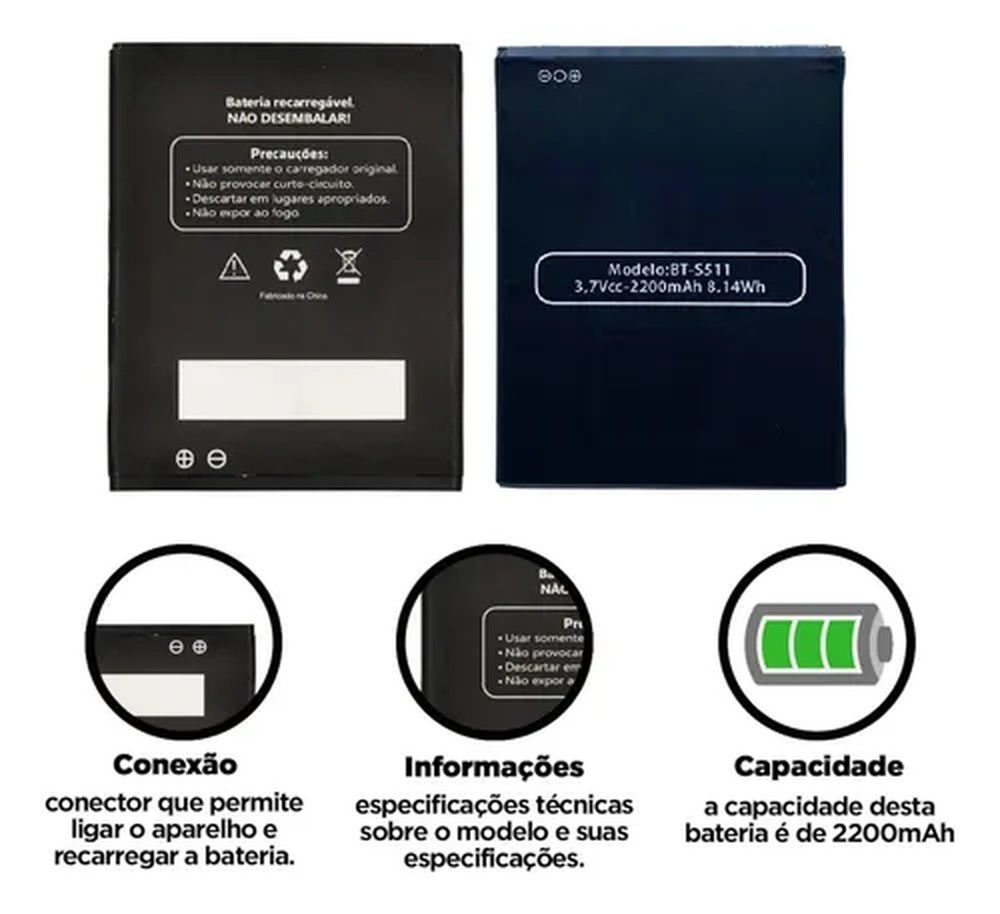 Bateria recarregável.
NÃO DESEMBALAR!
Precauções:
• Usar somente o carregador original.
• Não provocar curto-circuito.
• Descartar em lugares apropriados.
• Não expor ao fogo.
Fabricado na China
Modelo:BT-S511
3,7Vcc-2200mAh 8.14Wh
Ba
NÃO
Pre
• Usar somente
• Não provocar
• Descartar em
• Não expor a
Conexão
conector que permite
ligar o aparelho e
recarregar a bateria.
Informações
especificações técnicas
sobre o modelo e suas
especificações.
Capacidade
a capacidade desta
bateria é de 2200mAh